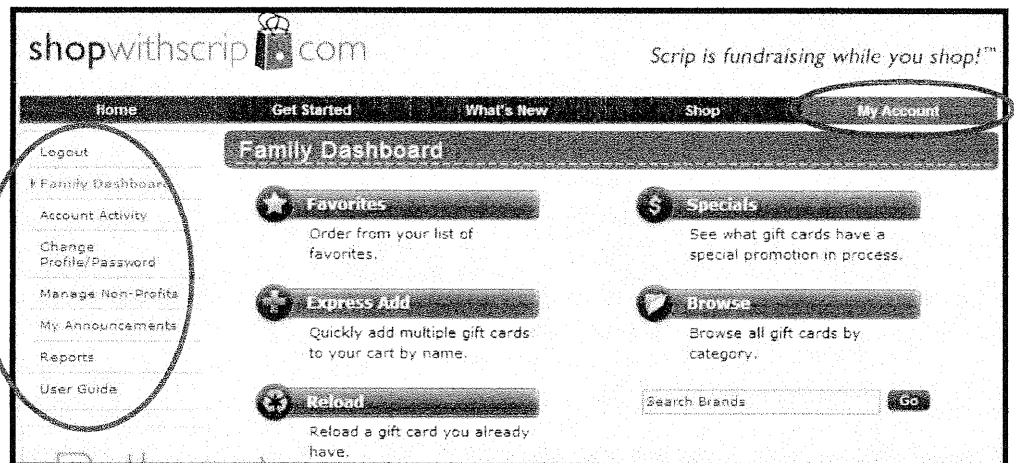 shopwithscrip.com
Scrip is fundraising while you shop!™
Home Get Started What's New Shop My Account
Logout
Family Dashboard
Account Activity
Change
Profile/Password
Manage Non-Profits
My Announcements
Reports
User Guide
Family Dashboard
Favorites
Order from your list of
favorites.
Express Add
Quickly add multiple gift cards
to your cart by name.
Reload
Reload a gift card you already
have.
Specials
See what gift cards have a
special promotion in process.
Browse
Browse all gift cards by
category.
Search Brands Go